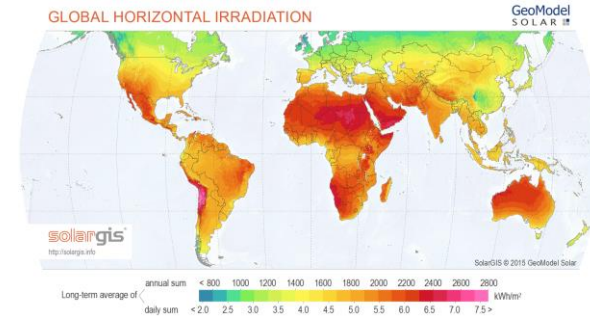 GLOBAL HORIZONTAL IRRADIATION
GeoModel
SOLAR
solargis
http://solargis.info
SolarGIS © 2015 GeoModel Solar
annual sum < 800 1000 1200 1400 1600 1800 2000 2200 2400 2600 2800
Long-term average of kWh/m²
daily sum < 2.0 2.5 3.0 3.5 4.0 4.5 5.0 5.5 6.0 6.5 7.0 7.5 >